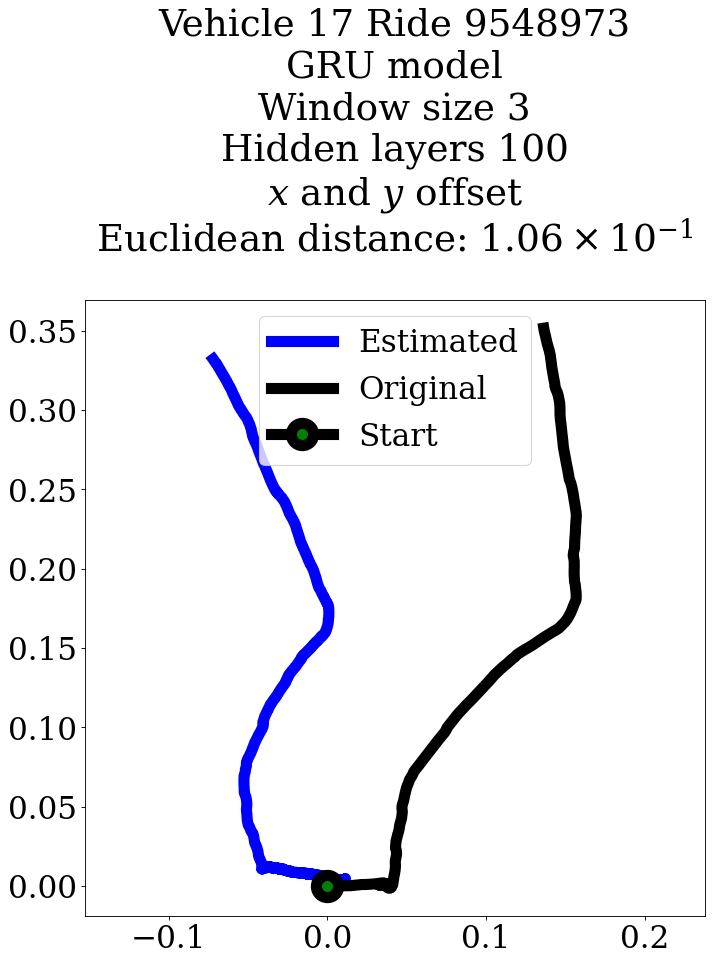 Vehicle 17 Ride 9548973
GRU model
Window size 3
Hidden layers 100
x and y offset
Euclidean distance: 1.06 × 10⁻¹
Estimated
Original
Start
0.35
0.30
0.25
0.20
0.15
0.10
0.05
0.00
−0.1 0.0 0.1 0.2